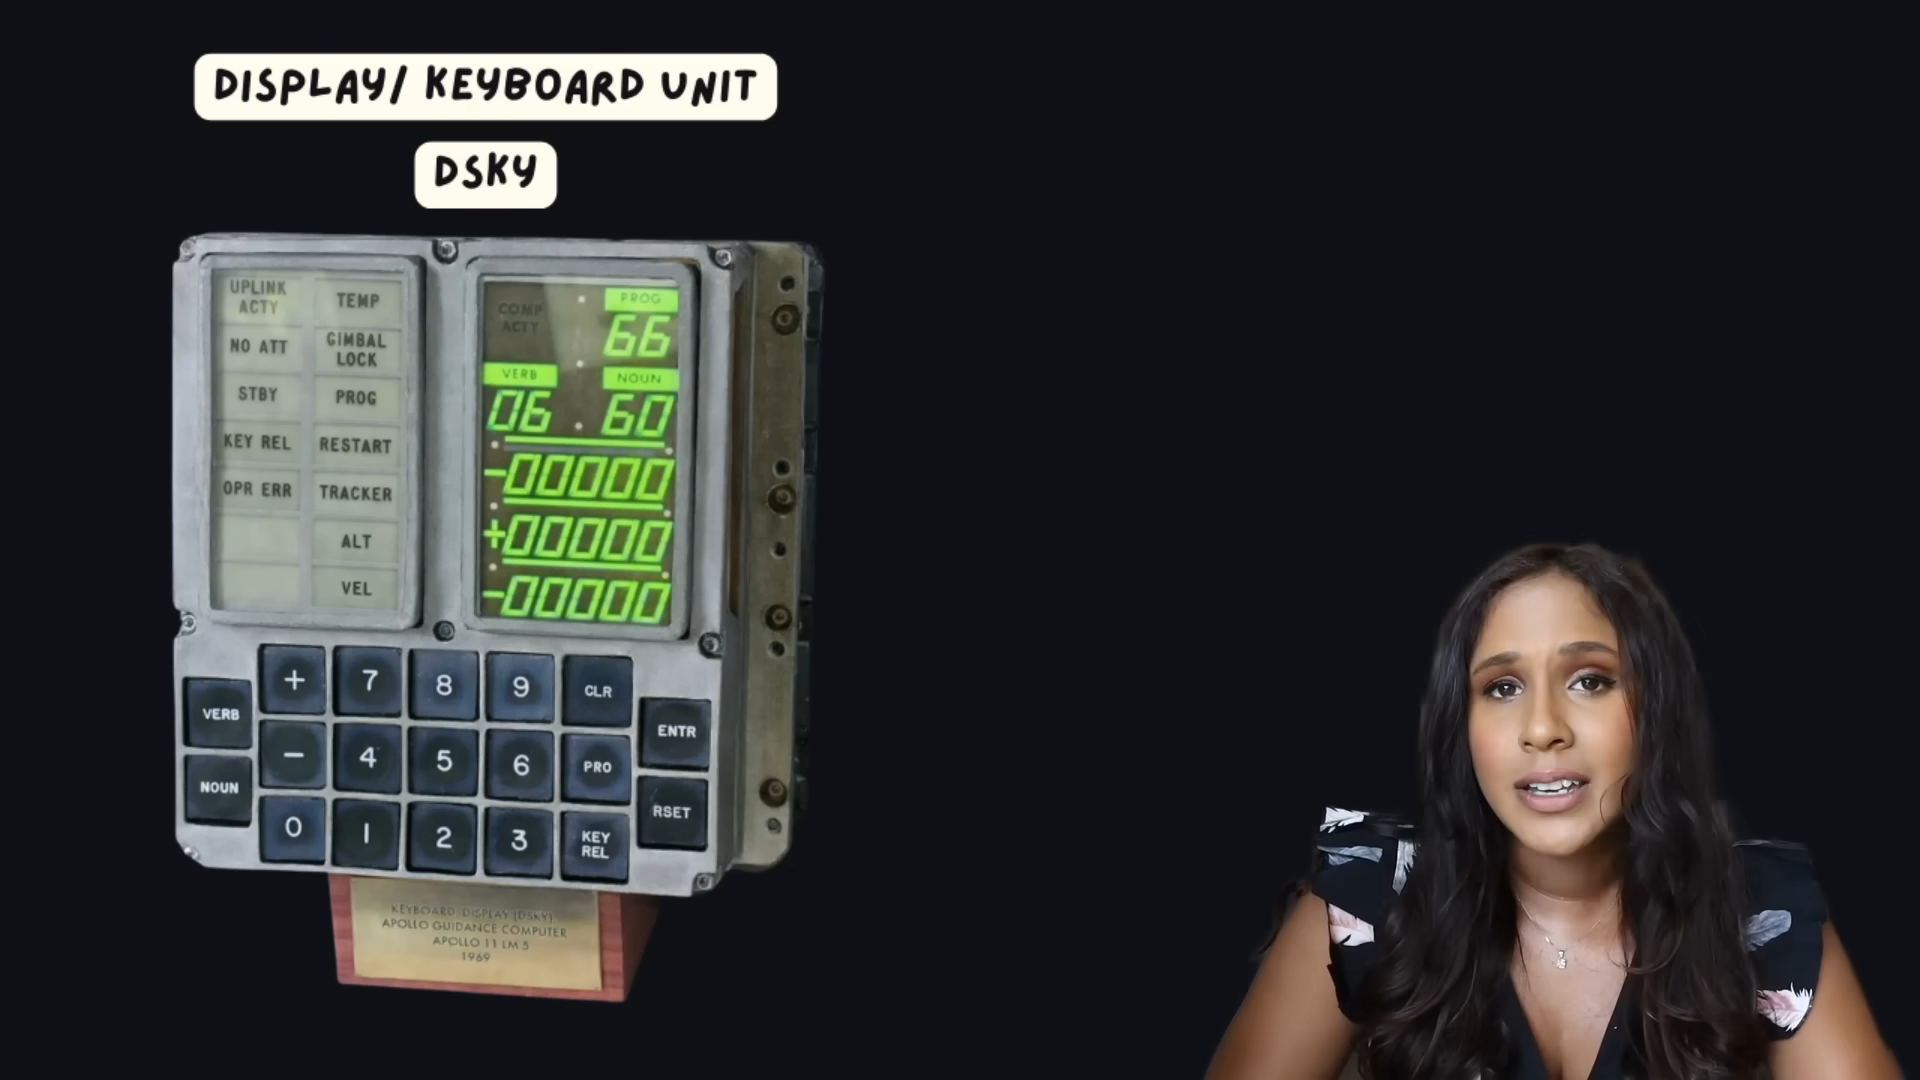 DISPLAY/ KEYBOARD UNIT
DSKY
UPLINK ACTY
TEMP
NO ATT
GIMBAL LOCK
STBY
PROG
KEY REL
RESTART
OPR ERR
TRACKER
ALT
VEL
COMP ACTY
PROG
66
VERB
NOUN
06
60
-00000
+00000
-00000
VERB
+
7
8
9
CLR
ENTR
NOUN
-
4
5
6
PRO
RSET
0
1
2
3
KEY REL
KEYBOARD, DISPLAY (DSKY)
APOLLO GUIDANCE COMPUTER
APOLLO 11 LM 5
1969